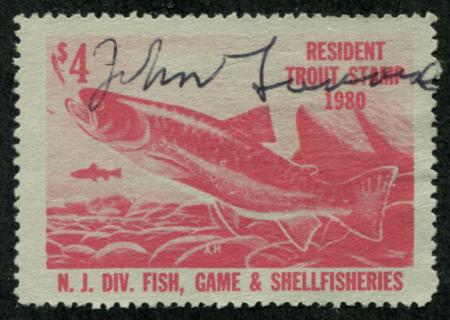 $4
John
RESIDENT
TROUT STAMP
1980
AH
N. J. DIV. FISH, GAME & SHELLFISHERIES